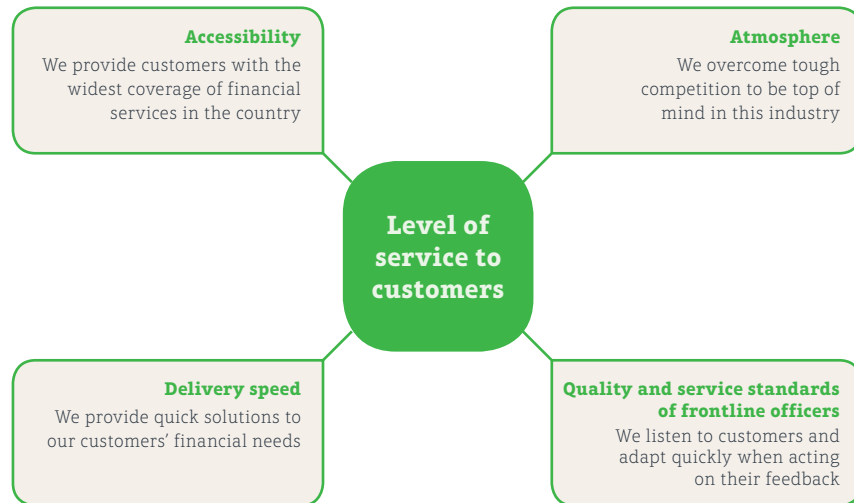 Accessibility
We provide customers with the
widest coverage of financial
services in the country
Atmosphere
We overcome tough
competition to be top of
mind in this industry
Level of
service to
customers
Delivery speed
We provide quick solutions to
our customers’ financial needs
Quality and service standards
of frontline officers
We listen to customers and
adapt quickly when acting
on their feedback